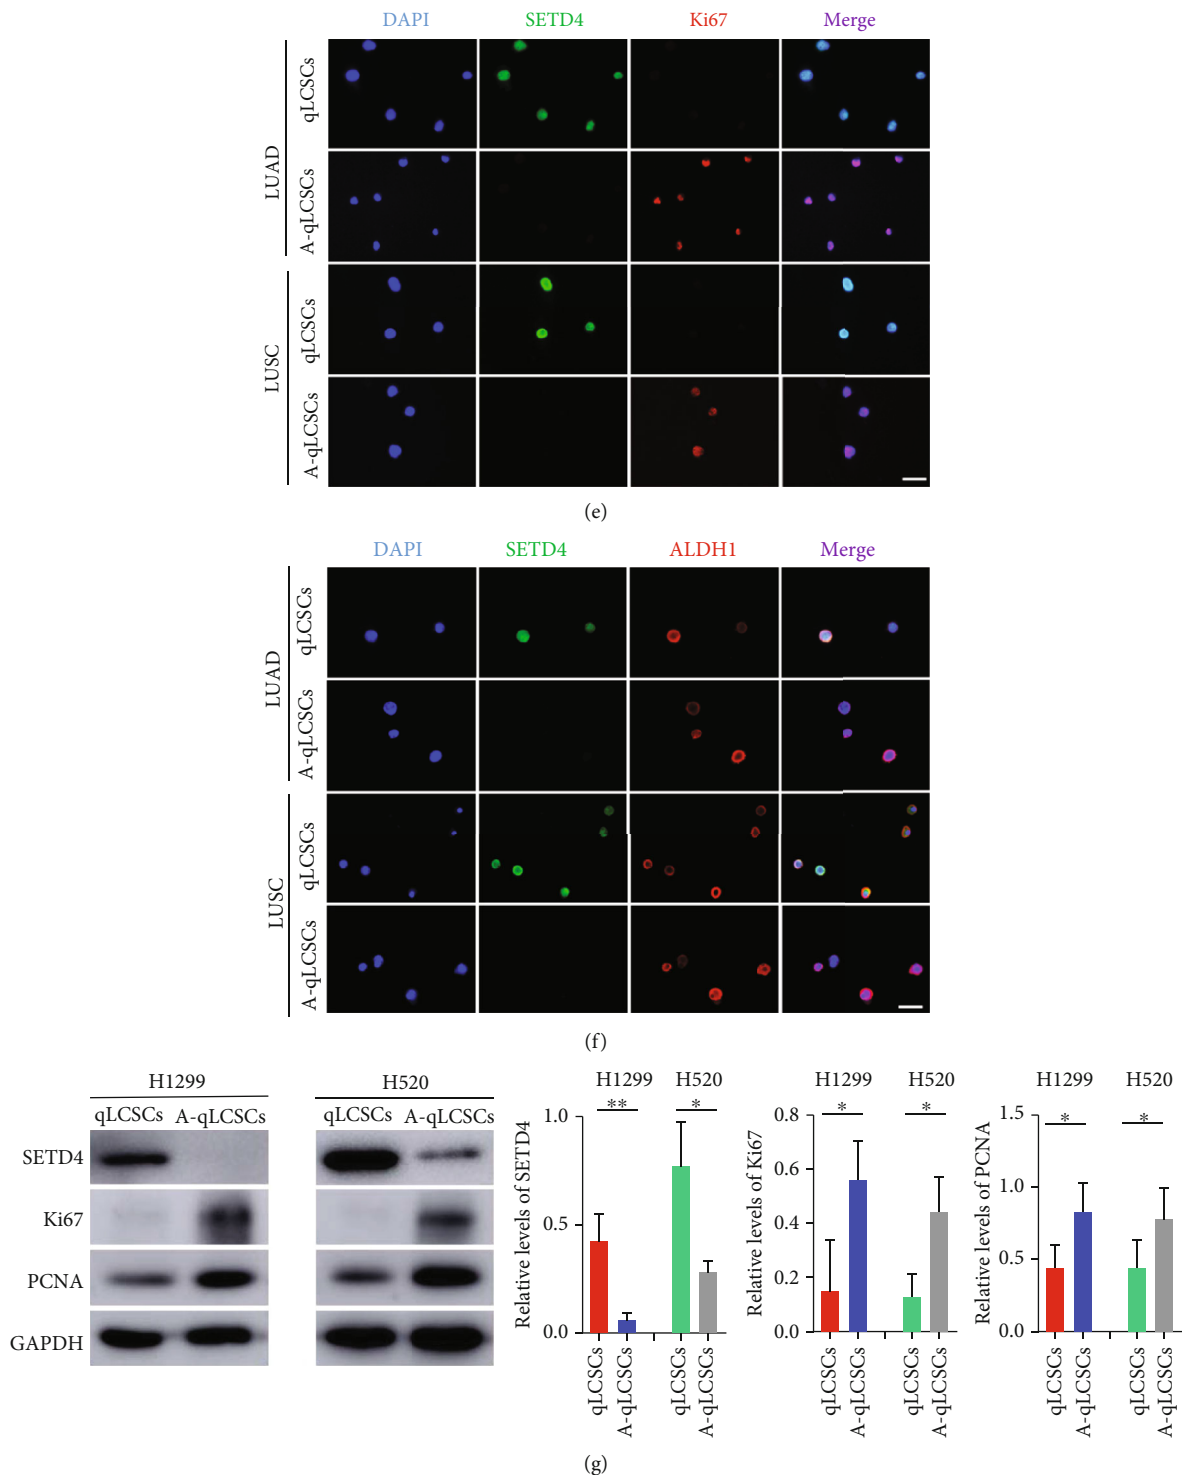 DAPI SETD4 Ki67 Merge
LUAD
qLCSCs
A-qLCSCs
LUSC
qLCSCs
A-qLCSCs
(e)
DAPI SETD4 ALDH1 Merge
LUAD
qLCSCs
A-qLCSCs
LUSC
qLCSCs
A-qLCSCs
(f)
H1299
qLCSCs A-qLCSCs
H520
qLCSCs A-qLCSCs
SETD4
Ki67
PCNA
GAPDH
H1299 H520
** *
Relative levels of SETD4
1.0
0.5
0.0
qLCSCs
A-qLCSCs
qLCSCs
A-qLCSCs
H1299 H520
* *
Relative levels of Ki67
0.8
0.6
0.4
0.2
0.0
qLCSCs
A-qLCSCs
qLCSCs
A-qLCSCs
H1299 H520
* *
Relative levels of PCNA
1.5
1.0
0.5
0.0
qLCSCs
A-qLCSCs
qLCSCs
A-qLCSCs
(g)